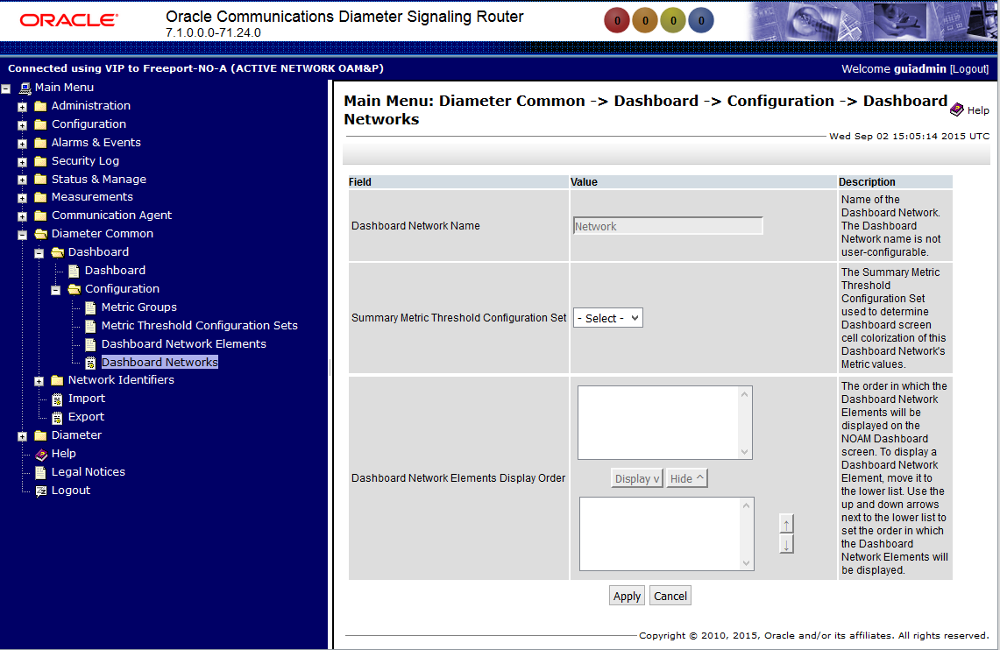 ORACLE®
Oracle Communications Diameter Signaling Router
7.1.0.0.0-71.24.0
0 0 0 0
Connected using VIP to Freeport-NO-A (ACTIVE NETWORK OAM&P)
Welcome guiadmin [Logout]
Main Menu
Administration
Configuration
Alarms & Events
Security Log
Status & Manage
Measurements
Communication Agent
Diameter Common
Dashboard
Dashboard
Configuration
Metric Groups
Metric Threshold Configuration Sets
Dashboard Network Elements
Dashboard Networks
Network Identifiers
Import
Export
Diameter
Help
Legal Notices
Logout
Main Menu: Diameter Common -> Dashboard -> Configuration -> Dashboard
Networks
Help
Wed Sep 02 15:05:14 2015 UTC
Field Value Description
Dashboard Network Name
Network
Name of the
Dashboard Network.
The Dashboard
Network name is not
user-configurable.
Summary Metric Threshold Configuration Set
- Select -
The Summary Metric
Threshold
Configuration Set
used to determine
Dashboard screen
cell colorization of this
Dashboard Network's
Metric values.
Dashboard Network Elements Display Order
Display v Hide ^
↑
↓
The order in which the
Dashboard Network
Elements will be
displayed on the
NOAM Dashboard
screen. To display a
Dashboard Network
Element, move it to
the lower list. Use the
up and down arrows
next to the lower list to
set the order in which
the Dashboard
Network Elements will
be displayed.
Apply Cancel
Copyright © 2010, 2015, Oracle and/or its affiliates. All rights reserved.